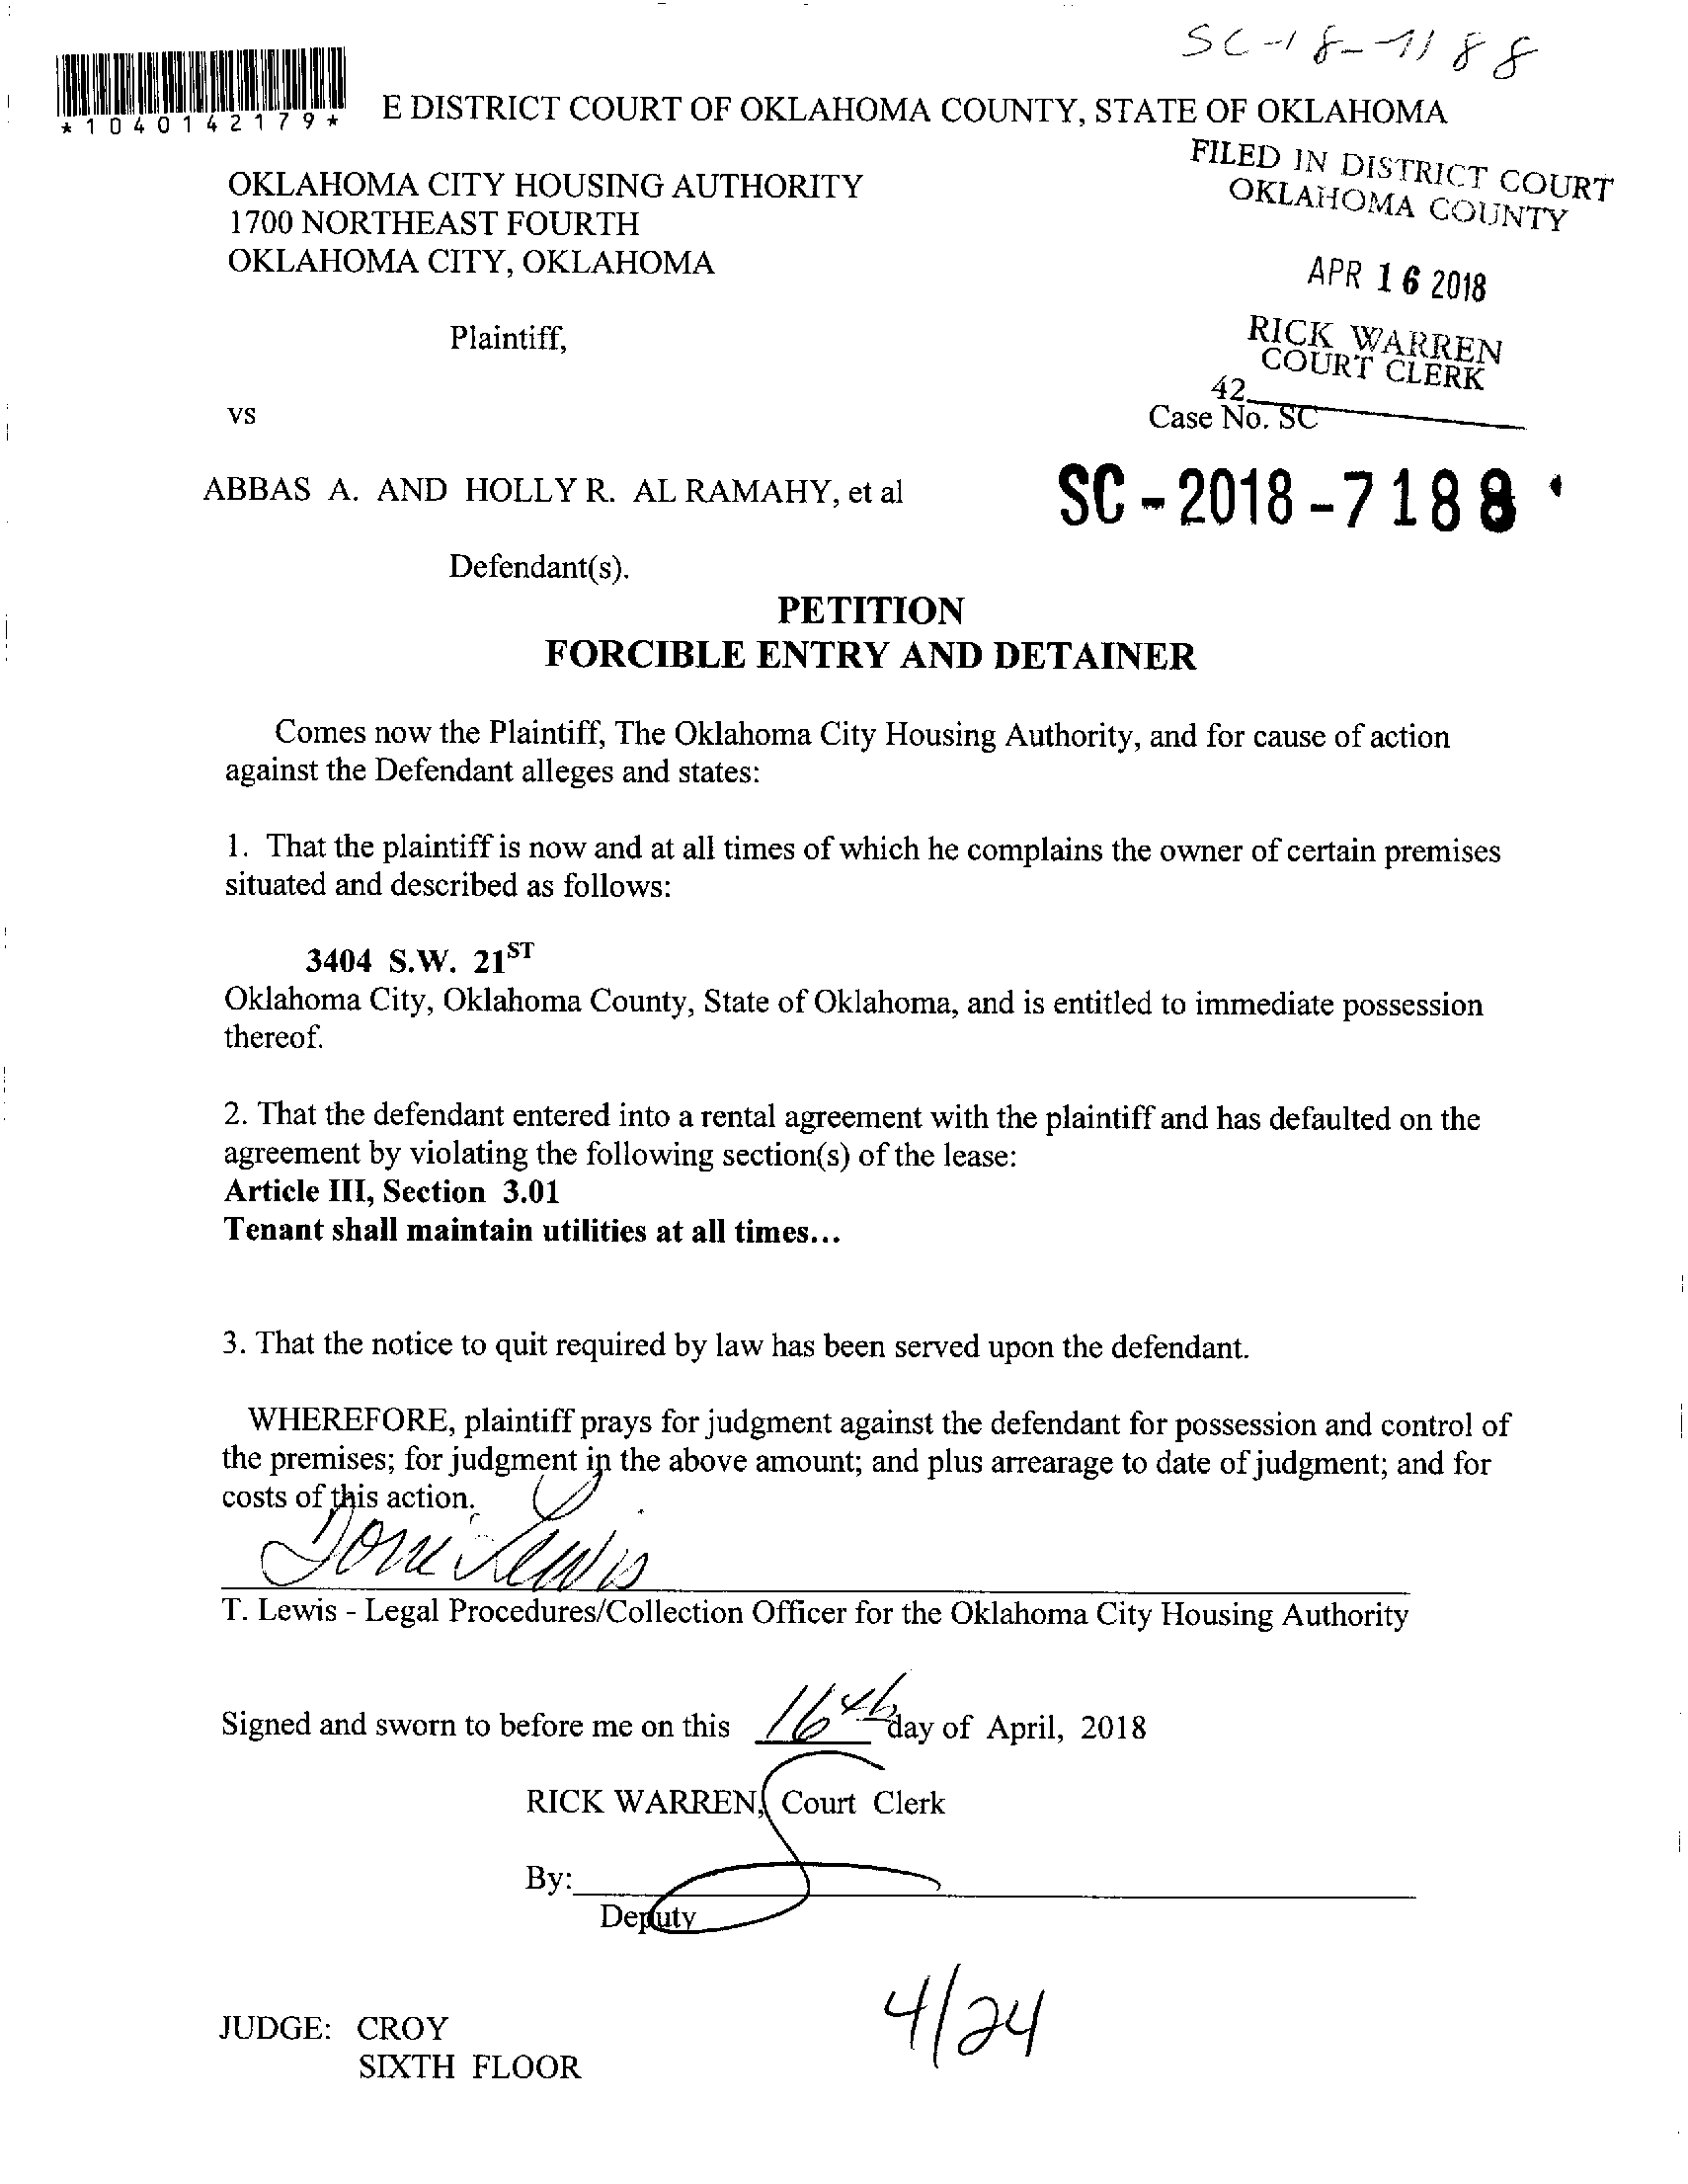 SC-18-7188
*1040142179*
E DISTRICT COURT OF OKLAHOMA COUNTY, STATE OF OKLAHOMA
FILED IN DISTRICT COURT
OKLAHOMA COUNTY
OKLAHOMA CITY HOUSING AUTHORITY
1700 NORTHEAST FOURTH
OKLAHOMA CITY, OKLAHOMA
APR 16 2018
RICK WARREN
COURT CLERK
Plaintiff,
42
vs
Case No. SC
ABBAS A. AND HOLLY R. AL RAMAHY, et al
SC-2018-7188
Defendant(s).
PETITION
FORCIBLE ENTRY AND DETAINER
Comes now the Plaintiff, The Oklahoma City Housing Authority, and for cause of action
against the Defendant alleges and states:
1. That the plaintiff is now and at all times of which he complains the owner of certain premises
situated and described as follows:
3404 S.W. 21ST
Oklahoma City, Oklahoma County, State of Oklahoma, and is entitled to immediate possession
thereof.
2. That the defendant entered into a rental agreement with the plaintiff and has defaulted on the
agreement by violating the following section(s) of the lease:
Article III, Section 3.01
Tenant shall maintain utilities at all times...
3. That the notice to quit required by law has been served upon the defendant.
WHEREFORE, plaintiff prays for judgment against the defendant for possession and control of
the premises; for judgment in the above amount; and plus arrearage to date of judgment; and for
costs of this action.
Toni Lewis
T. Lewis - Legal Procedures/Collection Officer for the Oklahoma City Housing Authority
Signed and sworn to before me on this 16th day of April, 2018
RICK WARREN, Court Clerk
By:
Deputy
4/24
JUDGE: CROY
SIXTH FLOOR